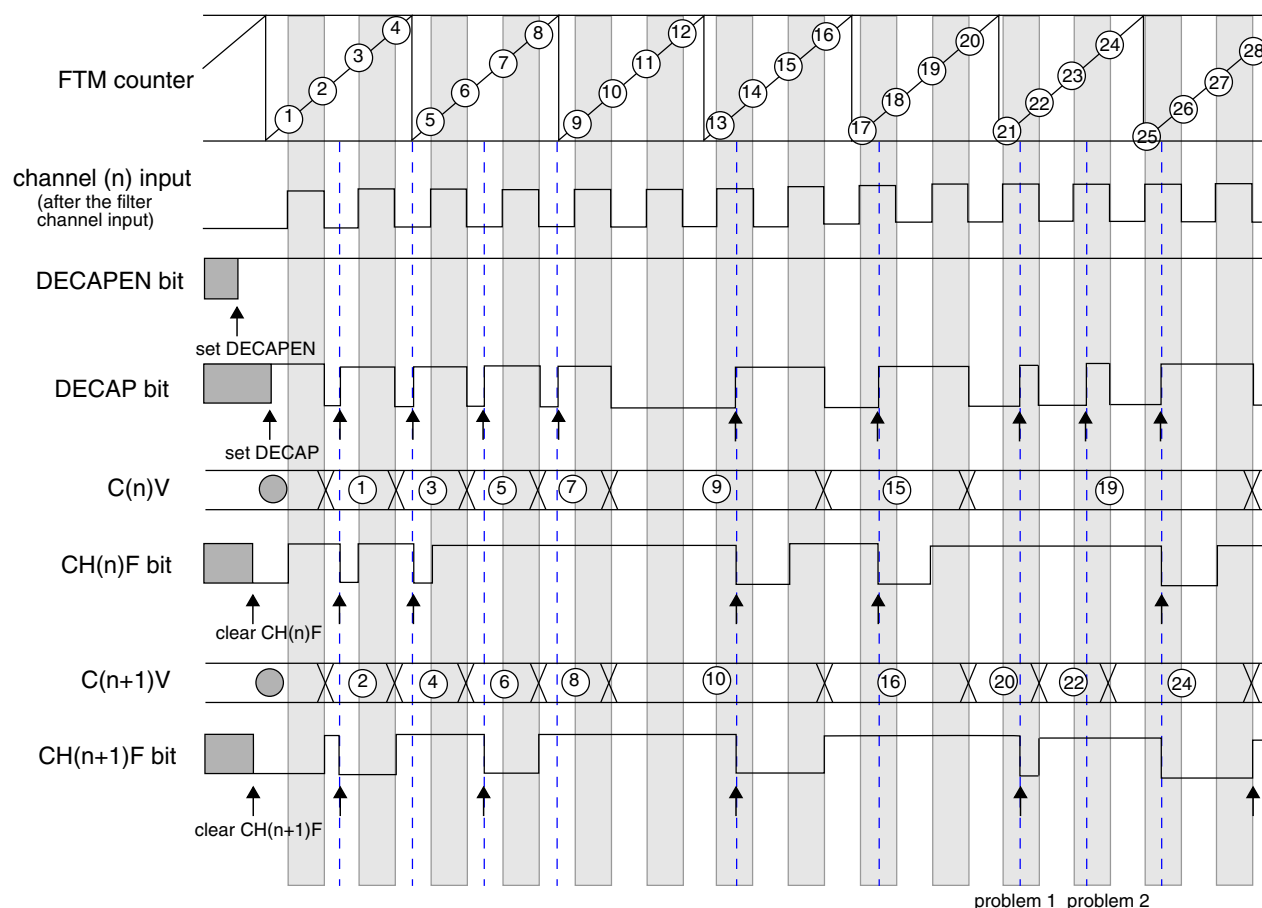 FTM counter
1 2 3 4 5 6 7 8 9 10 11 12 13 14 15 16 17 18 19 20 21 22 23 24 25 26 27 28
channel (n) input
(after the filter
channel input)
DECAPEN bit
set DECAPEN
DECAP bit
set DECAP
C(n)V 1 3 5 7 9 15 19
CH(n)F bit
clear CH(n)F
C(n+1)V 2 4 6 8 10 16 20 22 24
CH(n+1)F bit
clear CH(n+1)F
problem 1 problem 2